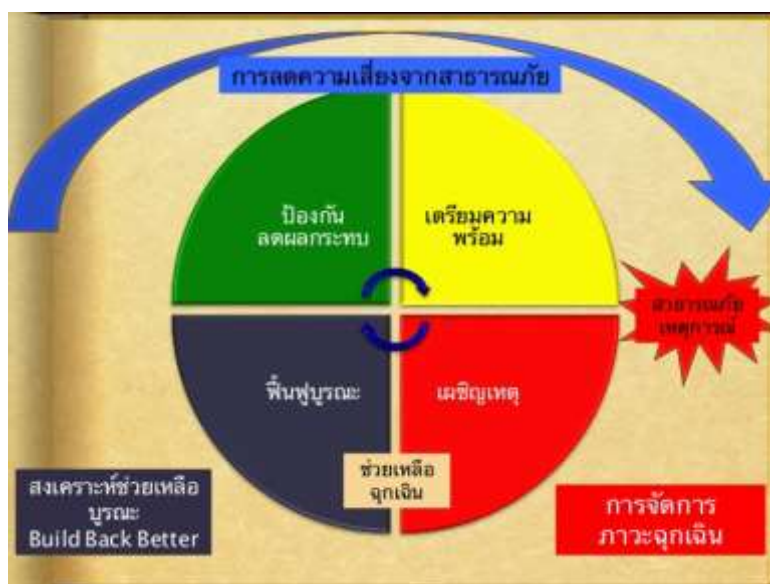 การลดความเสี่ยงจากสาธารณภัย
ป้องกัน
ลดผลกระทบ
เตรียมความ
พร้อม
สาธารณภัย
เหตุการณ์
ฟื้นฟูบูรณะ
เผชิญเหตุ
ช่วยเหลือ
ฉุกเฉิน
สงเคราะห์ช่วยเหลือ
บูรณะ
Build Back Better
การจัดการ
ภาวะฉุกเฉิน